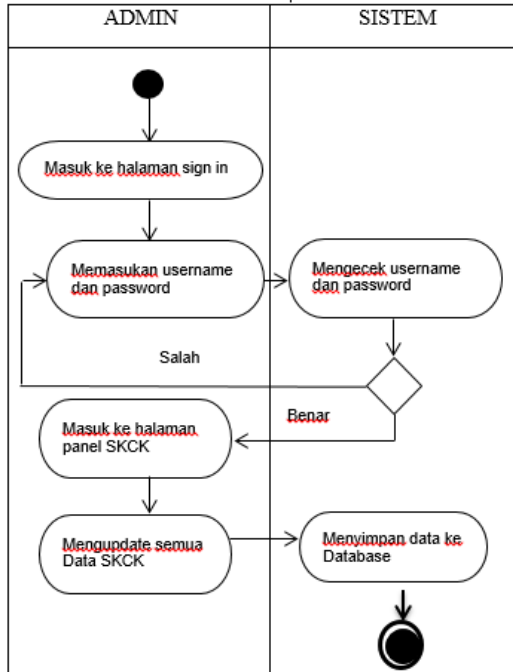 ADMIN
SISTEM
Masuk ke halaman sign in
Memasukan username
dan password
Mengecek username
dan password
Salah
Benar
Masuk ke halaman
panel SKCK
Mengupdate semua
Data SKCK
Menyimpan data ke
Database